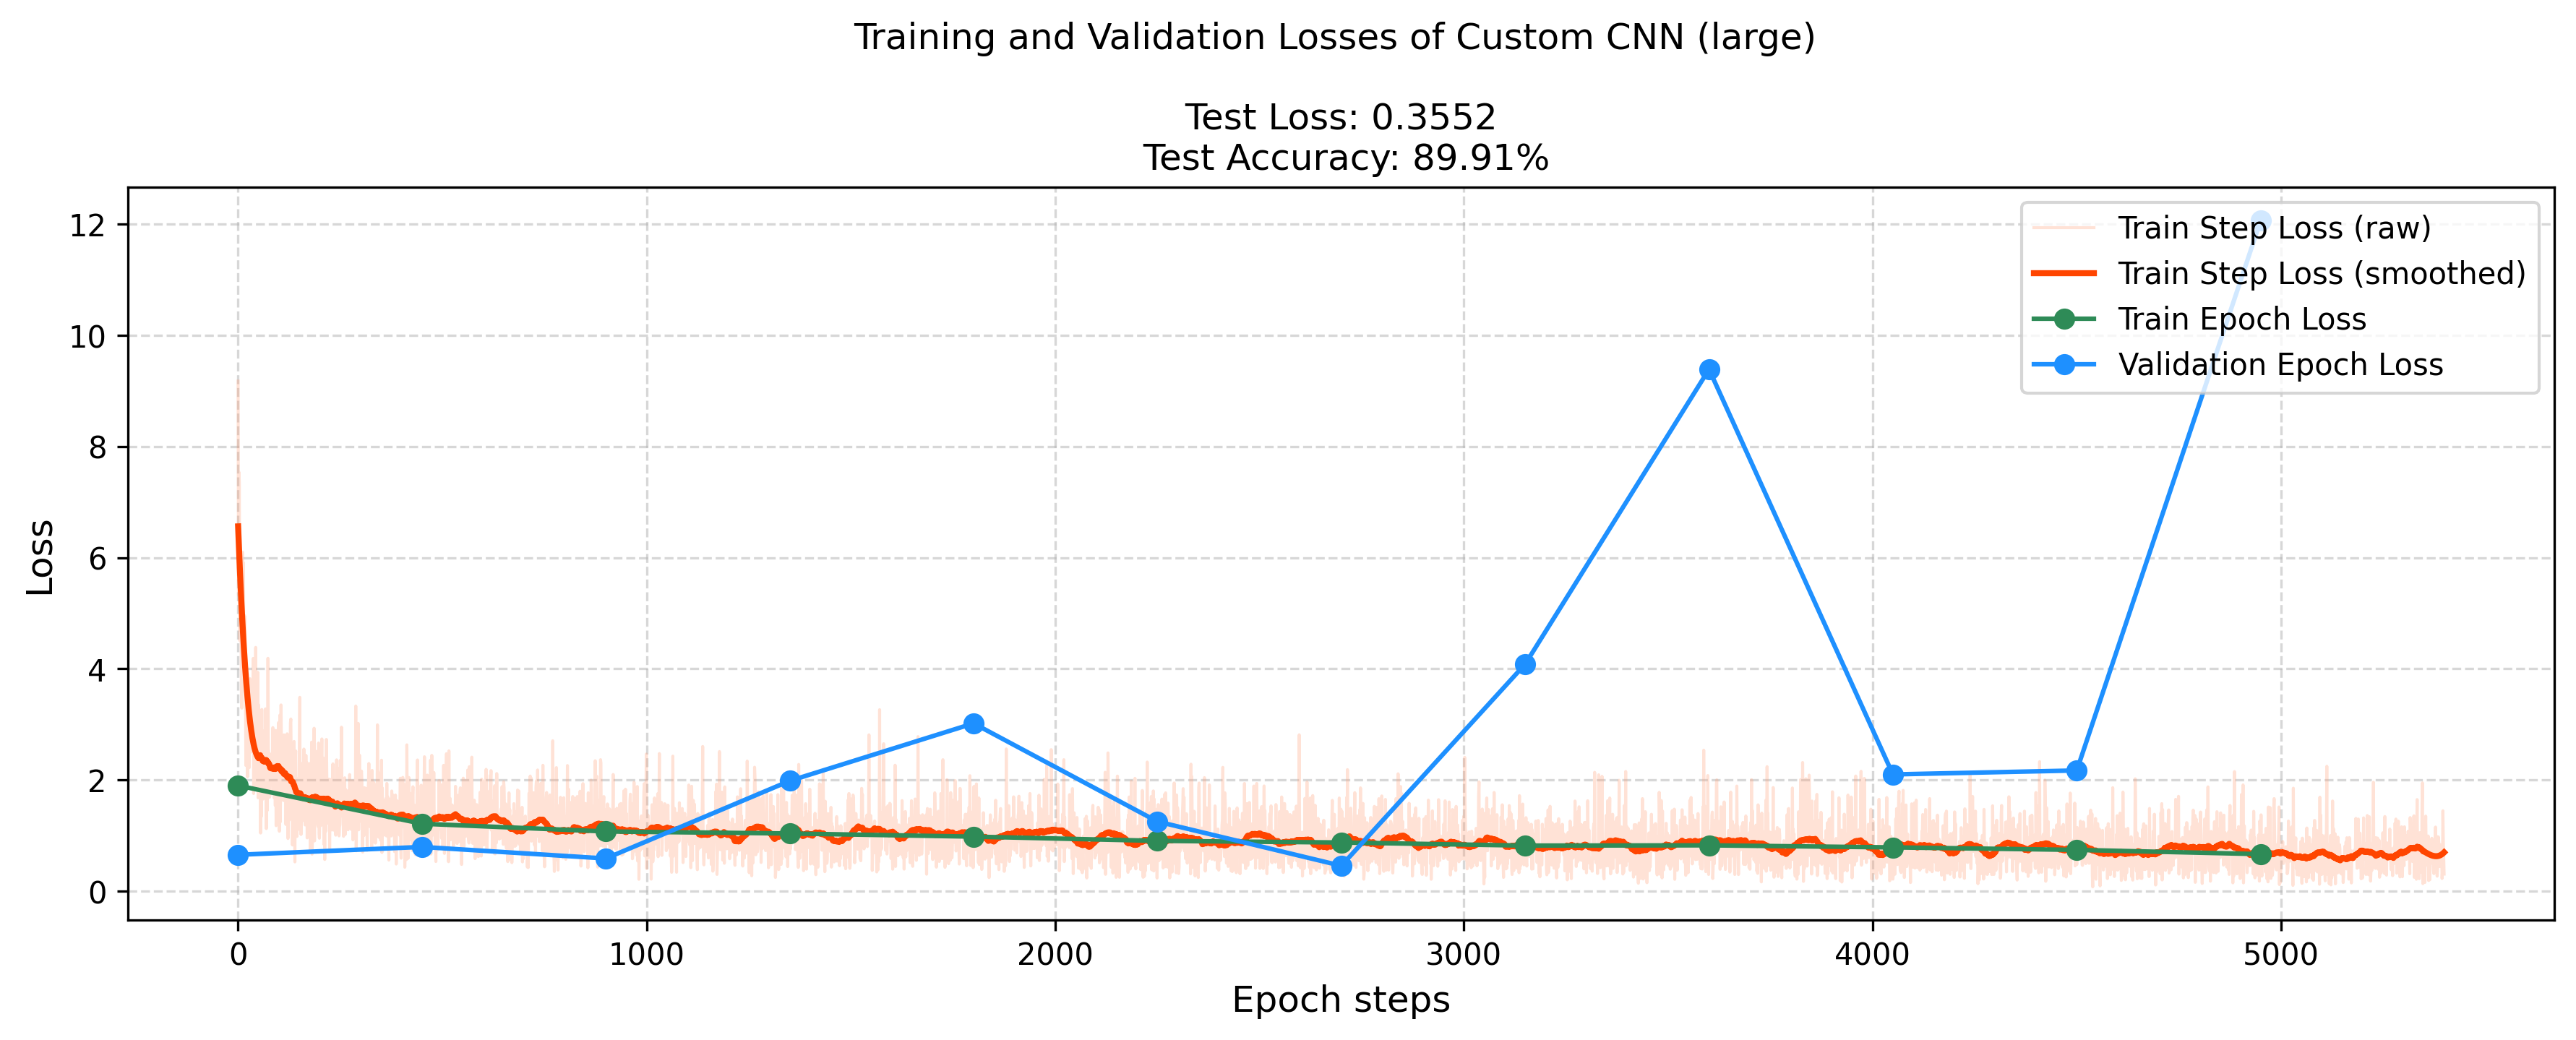 Training and Validation Losses of Custom CNN (large)
Test Loss: 0.3552
Test Accuracy: 89.91%
Train Step Loss (raw)
Train Step Loss (smoothed)
Train Epoch Loss
Validation Epoch Loss
Loss
12
10
8
6
4
2
0
0 1000 2000 3000 4000 5000
Epoch steps